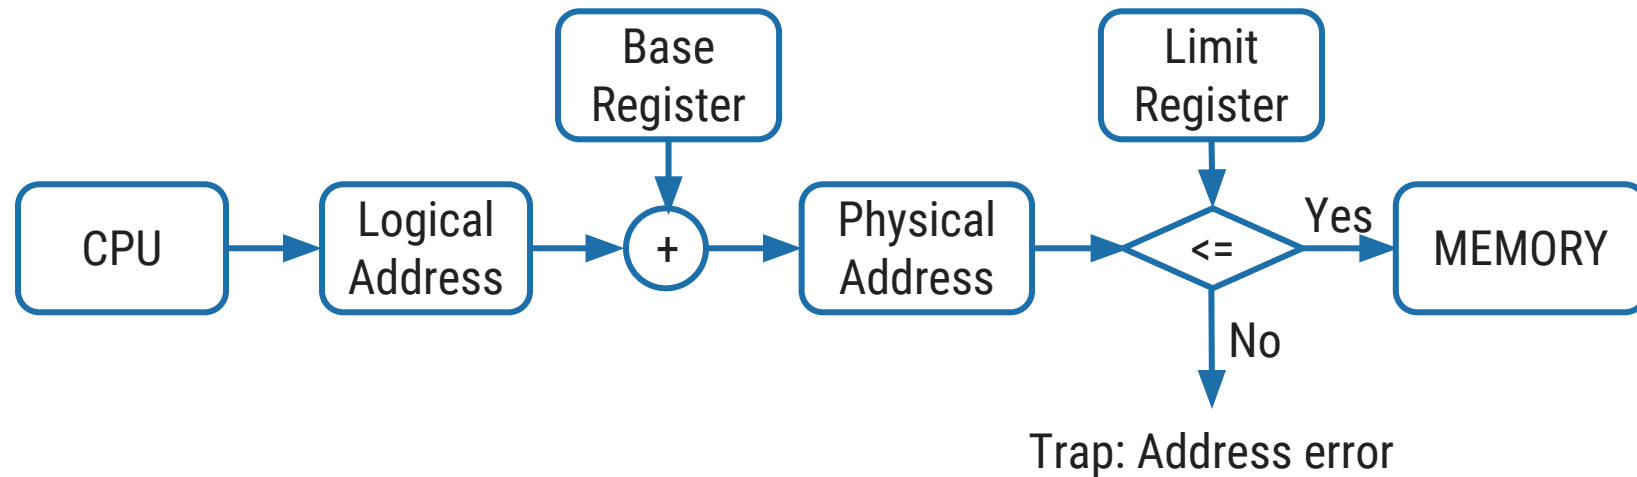 Base
Register
Limit
Register
CPU
Logical
Address
+
Physical
Address
<=
Yes
MEMORY
No
Trap: Address error